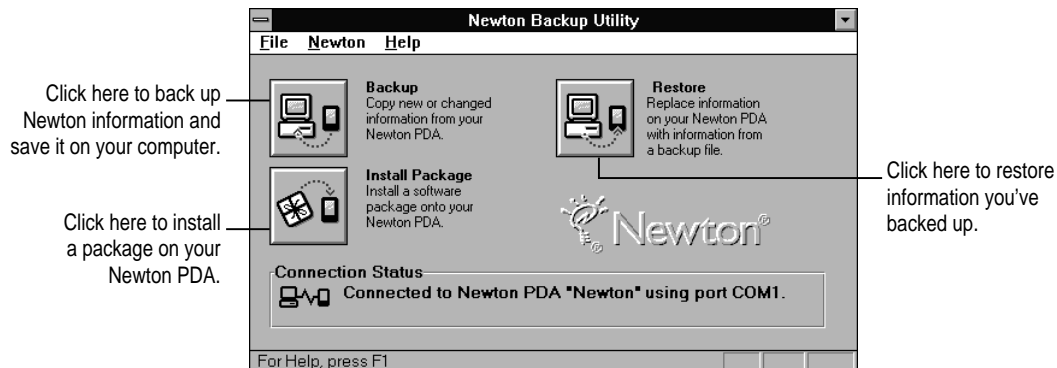 Newton Backup Utility
File Newton Help
Click here to back up
Newton information and
save it on your computer.
Backup
Copy new or changed
information from your
Newton PDA.
Restore
Replace information
on your Newton PDA
with information from
a backup file.
Click here to restore
information you've
backed up.
Click here to install
a package on your
Newton PDA.
Install Package
Install a software
package onto your
Newton PDA.
Newton®
Connection Status
Connected to Newton PDA "Newton" using port COM1.
For Help, press F1